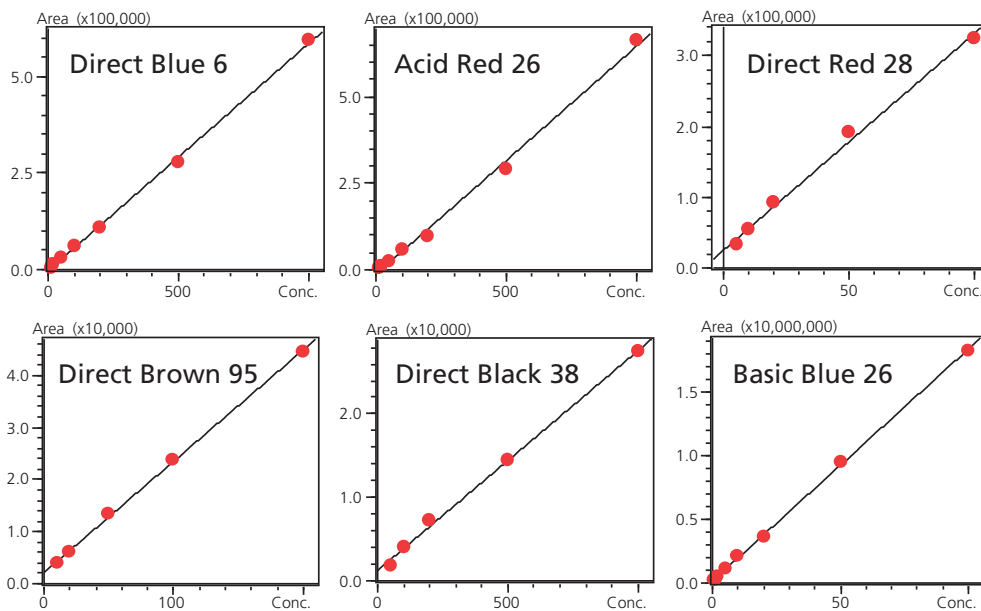 Area (x100,000)
Direct Blue 6
5.0
2.5
0.0
0 500 Conc.
Area (x100,000)
Acid Red 26
5.0
2.5
0.0
0 500 Conc.
Area (x100,000)
Direct Red 28
3.0
2.0
1.0
0.0
0 50 Conc.
Area (x10,000)
Direct Brown 95
4.0
3.0
2.0
1.0
0.0
0 100 Conc.
Area (x10,000)
Direct Black 38
2.0
1.0
0.0
0 500 Conc.
Area (x10,000,000)
Basic Blue 26
1.5
1.0
0.5
0.0
0 50 Conc.